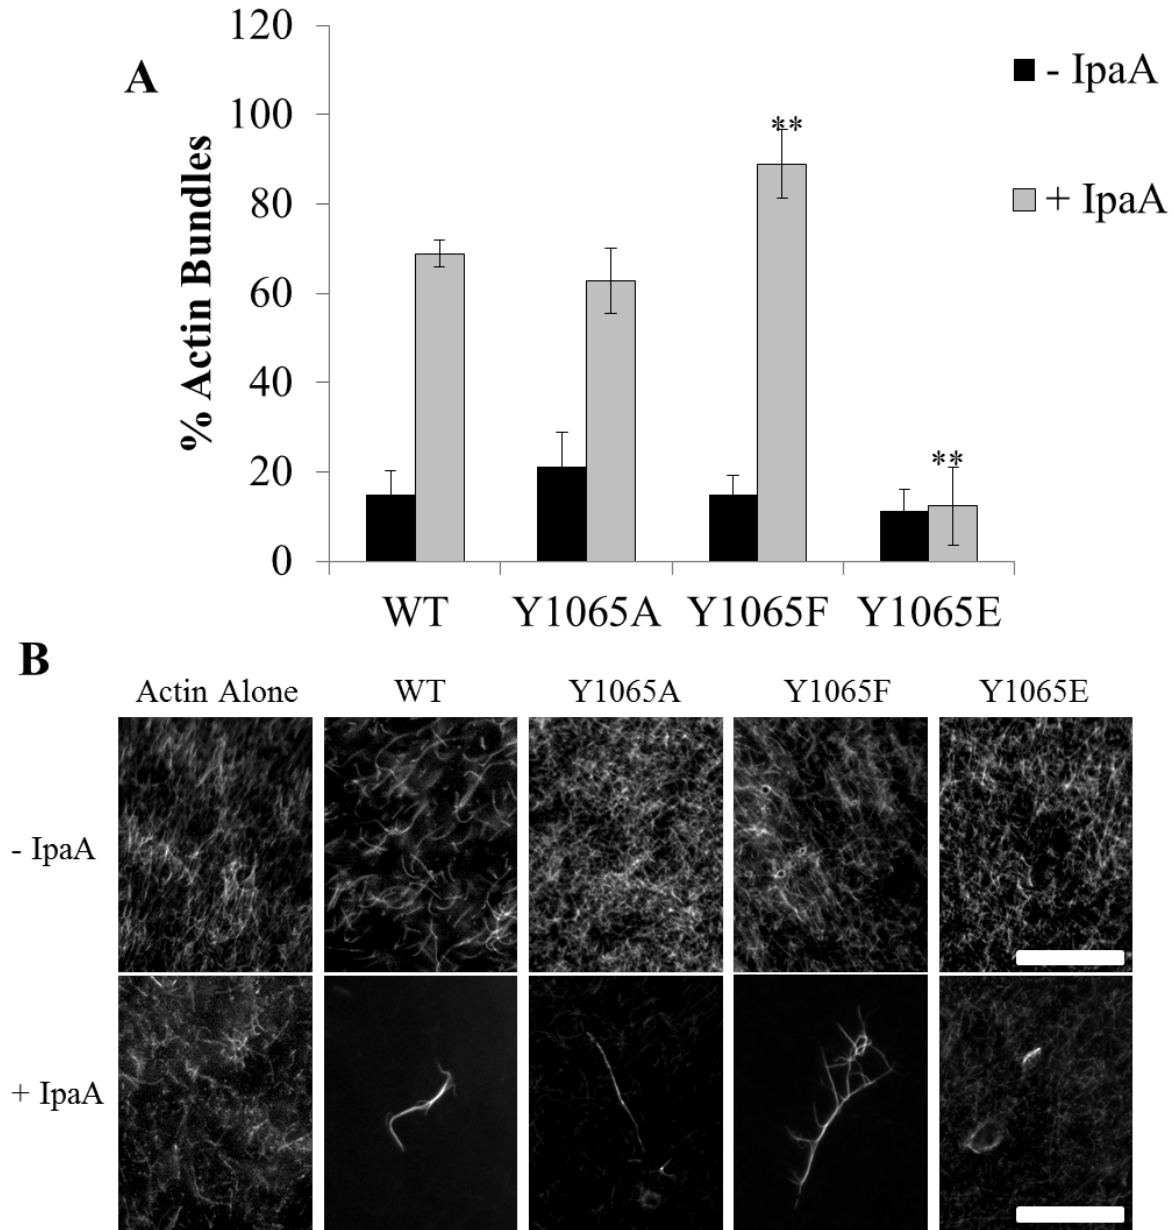 A
120
100
80
60
40
20
0
% Actin Bundles
**
**
- IpaA
+ IpaA
WT Y1065A Y1065F Y1065E
B
Actin Alone WT Y1065A Y1065F Y1065E
- IpaA
+ IpaA